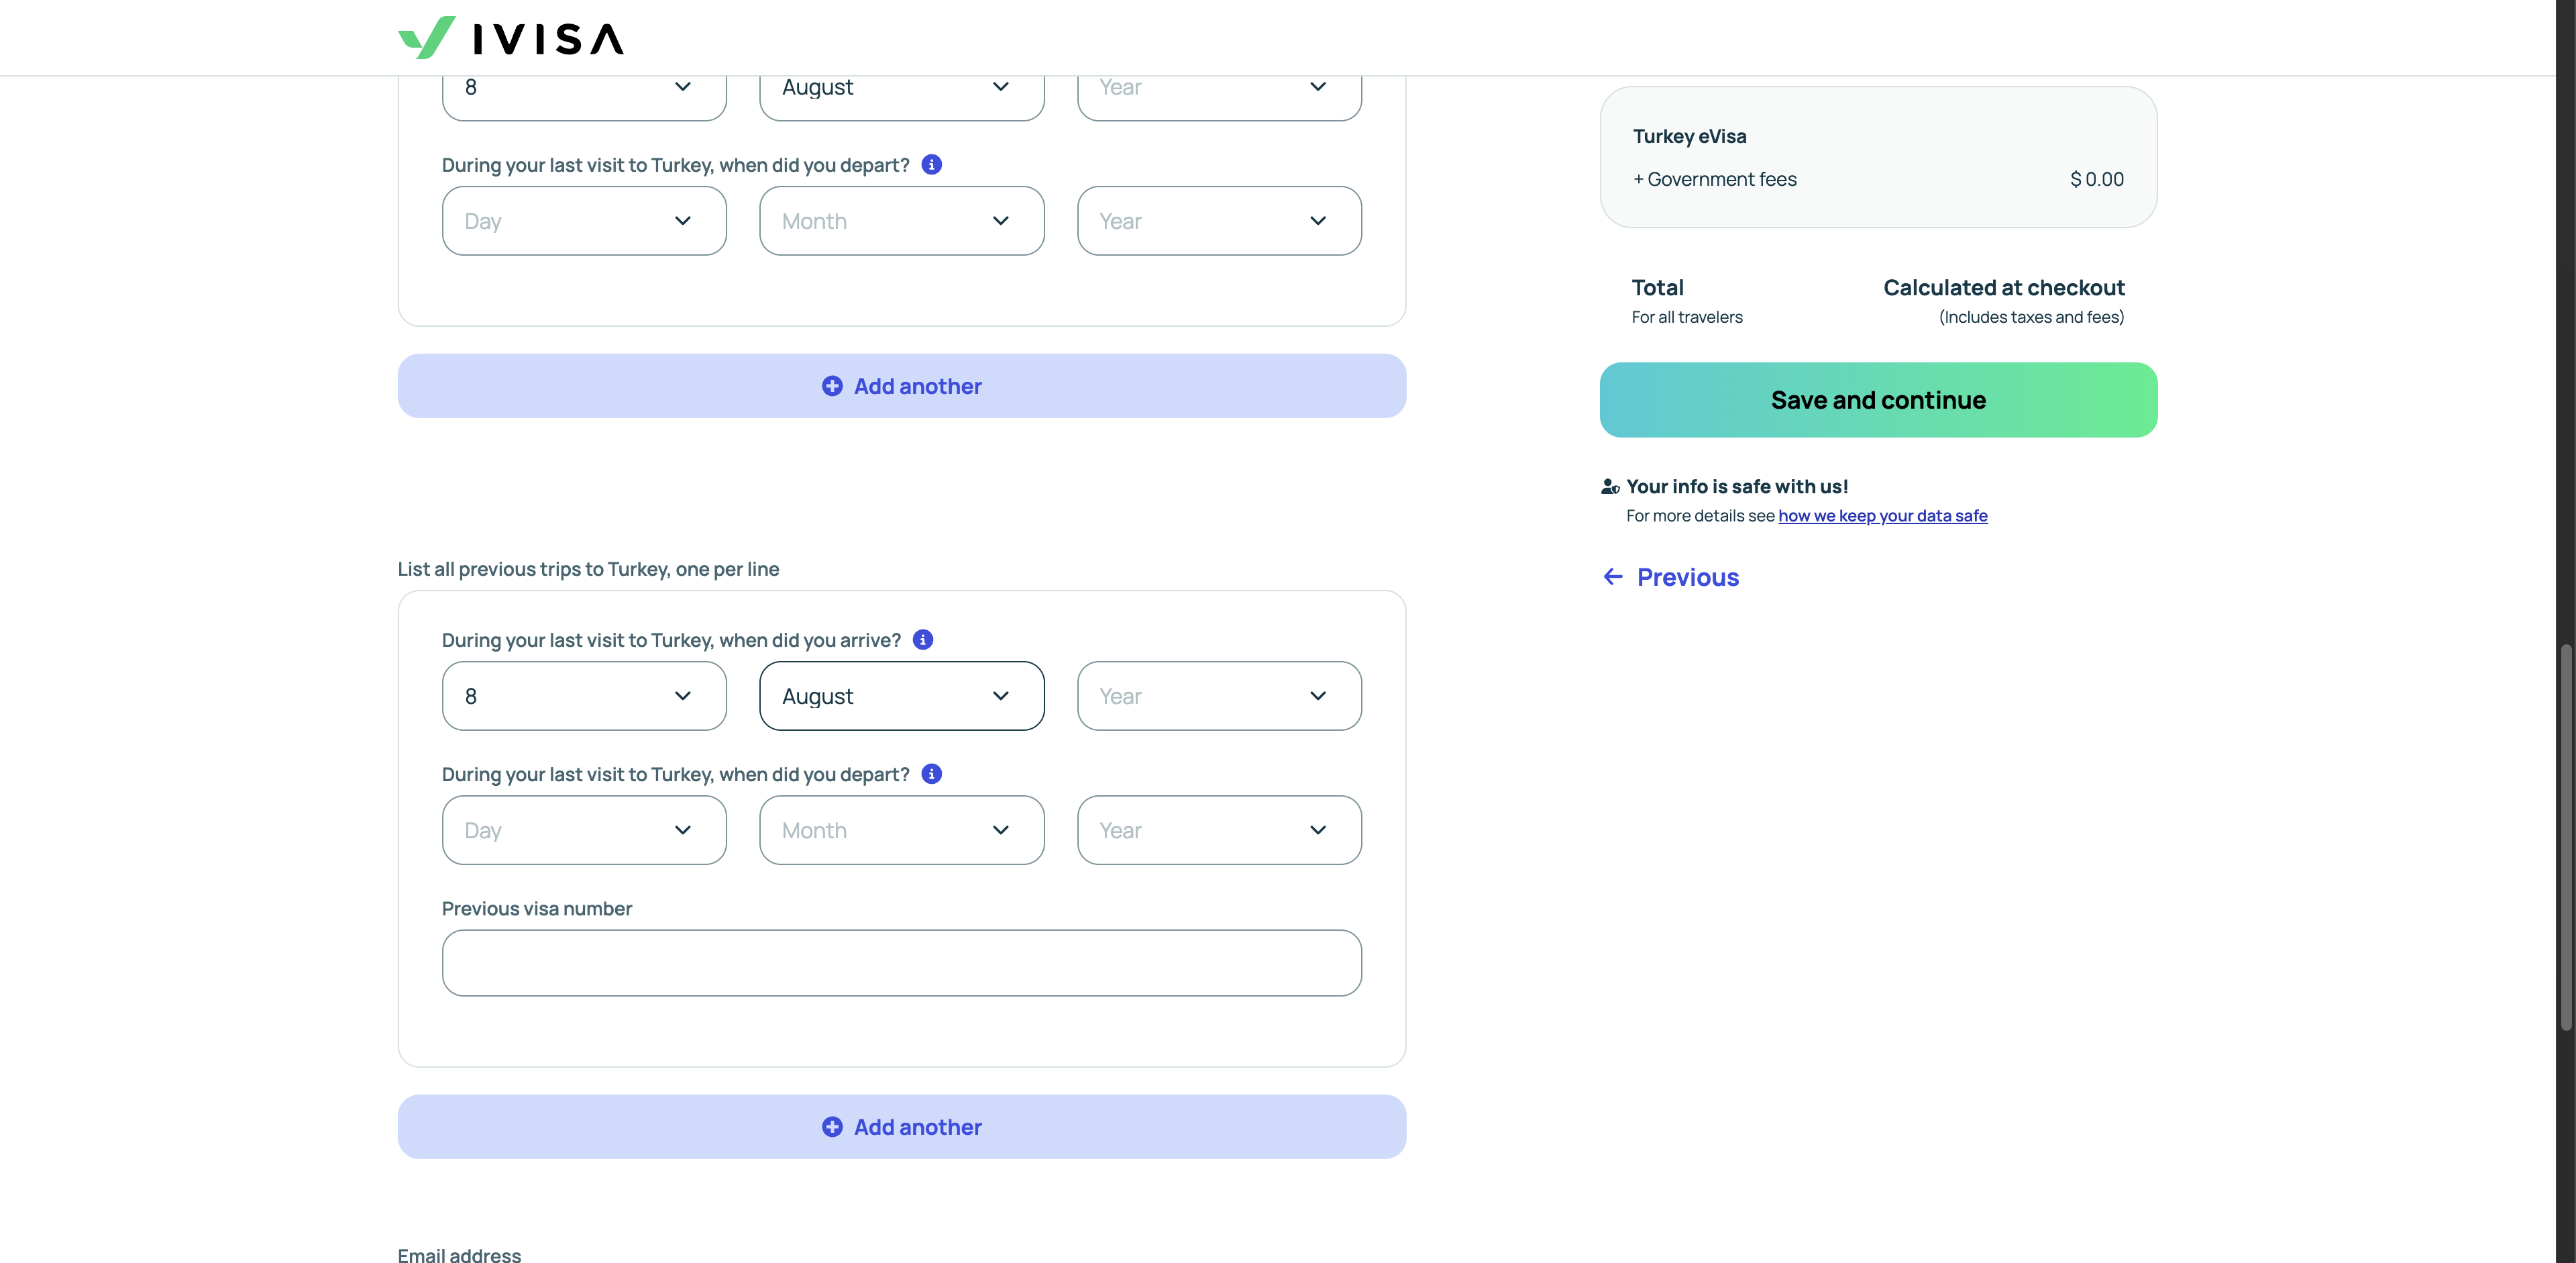 IVISA
8
August
Year
During your last visit to Turkey, when did you depart?
Day
Month
Year
Add another
List all previous trips to Turkey, one per line
During your last visit to Turkey, when did you arrive?
8
August
Year
During your last visit to Turkey, when did you depart?
Day
Month
Year
Previous visa number
Add another
Email address
Turkey eVisa
+ Government fees $ 0.00
Total Calculated at checkout
For all travelers (Includes taxes and fees)
Save and continue
Your info is safe with us!
For more details see how we keep your data safe
Previous